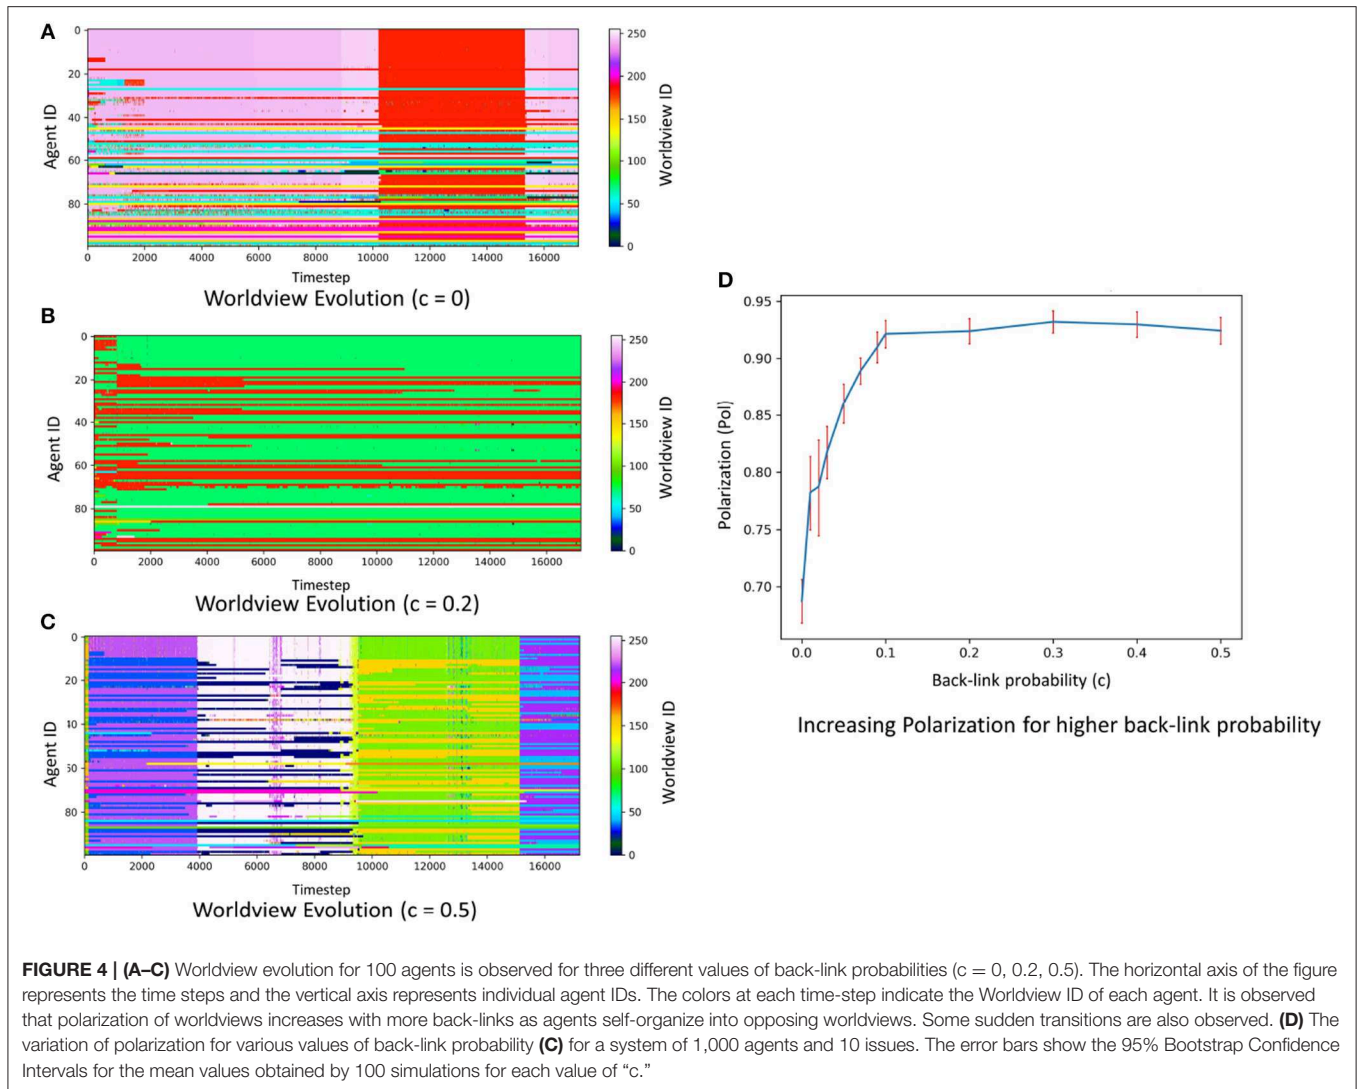 A
0
20
40
60
80
Agent ID
0 2000 4000 6000 8000 10000 12000 14000 16000
Timestep
250
200
150
100
50
0
Worldview ID
Worldview Evolution (c = 0)
B
0
20
40
60
80
Agent ID
0 2000 4000 6000 8000 10000 12000 14000 16000
Timestep
250
200
150
100
50
0
Worldview ID
Worldview Evolution (c = 0.2)
C
0
20
10
50
80
Agent ID
0 2000 4000 6000 8000 10000 12000 14000 16000
Timestep
250
200
150
100
50
0
Worldview ID
Worldview Evolution (c = 0.5)
D
0.95
0.90
0.85
0.80
0.75
0.70
Polarization (Pol)
0.0 0.1 0.2 0.3 0.4 0.5
Back-link probability (c)
Increasing Polarization for higher back-link probability
FIGURE 4 | (A–C) Worldview evolution for 100 agents is observed for three different values of back-link probabilities (c = 0, 0.2, 0.5). The horizontal axis of the figure
represents the time steps and the vertical axis represents individual agent IDs. The colors at each time-step indicate the Worldview ID of each agent. It is observed
that polarization of worldviews increases with more back-links as agents self-organize into opposing worldviews. Some sudden transitions are also observed. (D) The
variation of polarization for various values of back-link probability (C) for a system of 1,000 agents and 10 issues. The error bars show the 95% Bootstrap Confidence
Intervals for the mean values obtained by 100 simulations for each value of “c.”